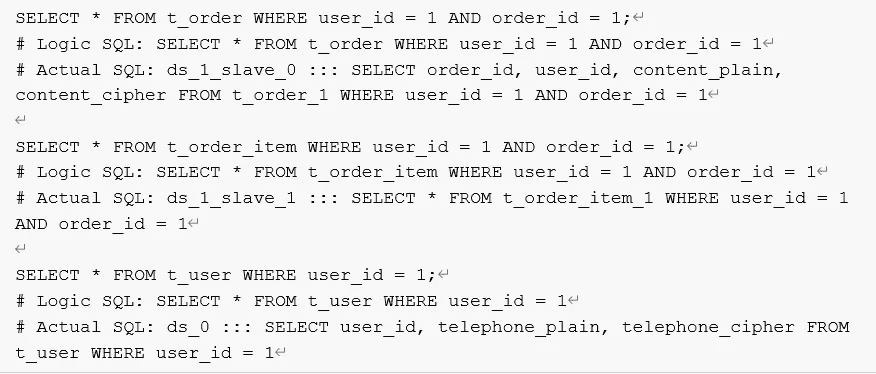 SELECT * FROM t_order WHERE user_id = 1 AND order_id = 1;↵
# Logic SQL: SELECT * FROM t_order WHERE user_id = 1 AND order_id = 1↵
# Actual SQL: ds_1_slave_0 ::: SELECT order_id, user_id, content_plain,
content_cipher FROM t_order_1 WHERE user_id = 1 AND order_id = 1↵
↵
SELECT * FROM t_order_item WHERE user_id = 1 AND order_id = 1;↵
# Logic SQL: SELECT * FROM t_order_item WHERE user_id = 1 AND order_id = 1↵
# Actual SQL: ds_1_slave_1 ::: SELECT * FROM t_order_item_1 WHERE user_id = 1
AND order_id = 1↵
↵
SELECT * FROM t_user WHERE user_id = 1;↵
# Logic SQL: SELECT * FROM t_user WHERE user_id = 1↵
# Actual SQL: ds_0 ::: SELECT user_id, telephone_plain, telephone_cipher FROM
t_user WHERE user_id = 1↵